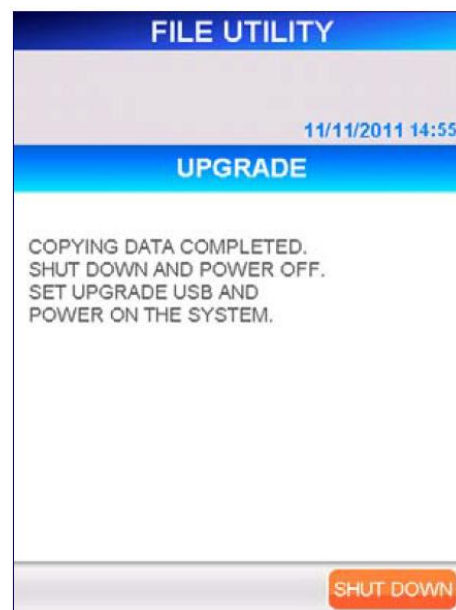 FILE UTILITY
11/11/2011 14:55
UPGRADE
COPYING DATA COMPLETED.
SHUT DOWN AND POWER OFF.
SET UPGRADE USB AND
POWER ON THE SYSTEM.
SHUT DOWN